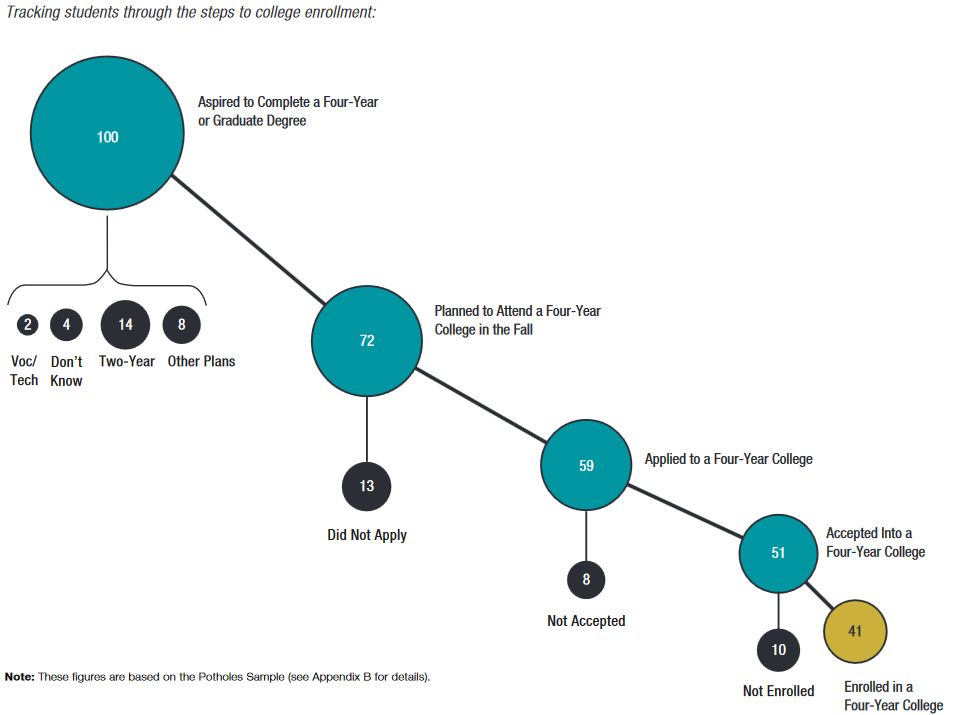 Tracking students through the steps to college enrollment:
100
Aspired to Complete a Four-Year
or Graduate Degree
2
4
14
8
Voc/
Tech
Don't
Know
Two-Year
Other Plans
72
Planned to Attend a Four-Year
College in the Fall
13
Did Not Apply
59
Applied to a Four-Year College
8
Not Accepted
51
Accepted Into a
Four-Year College
10
Not Enrolled
41
Enrolled in a
Four-Year College
Note: These figures are based on the Potholes Sample (see Appendix B for details).